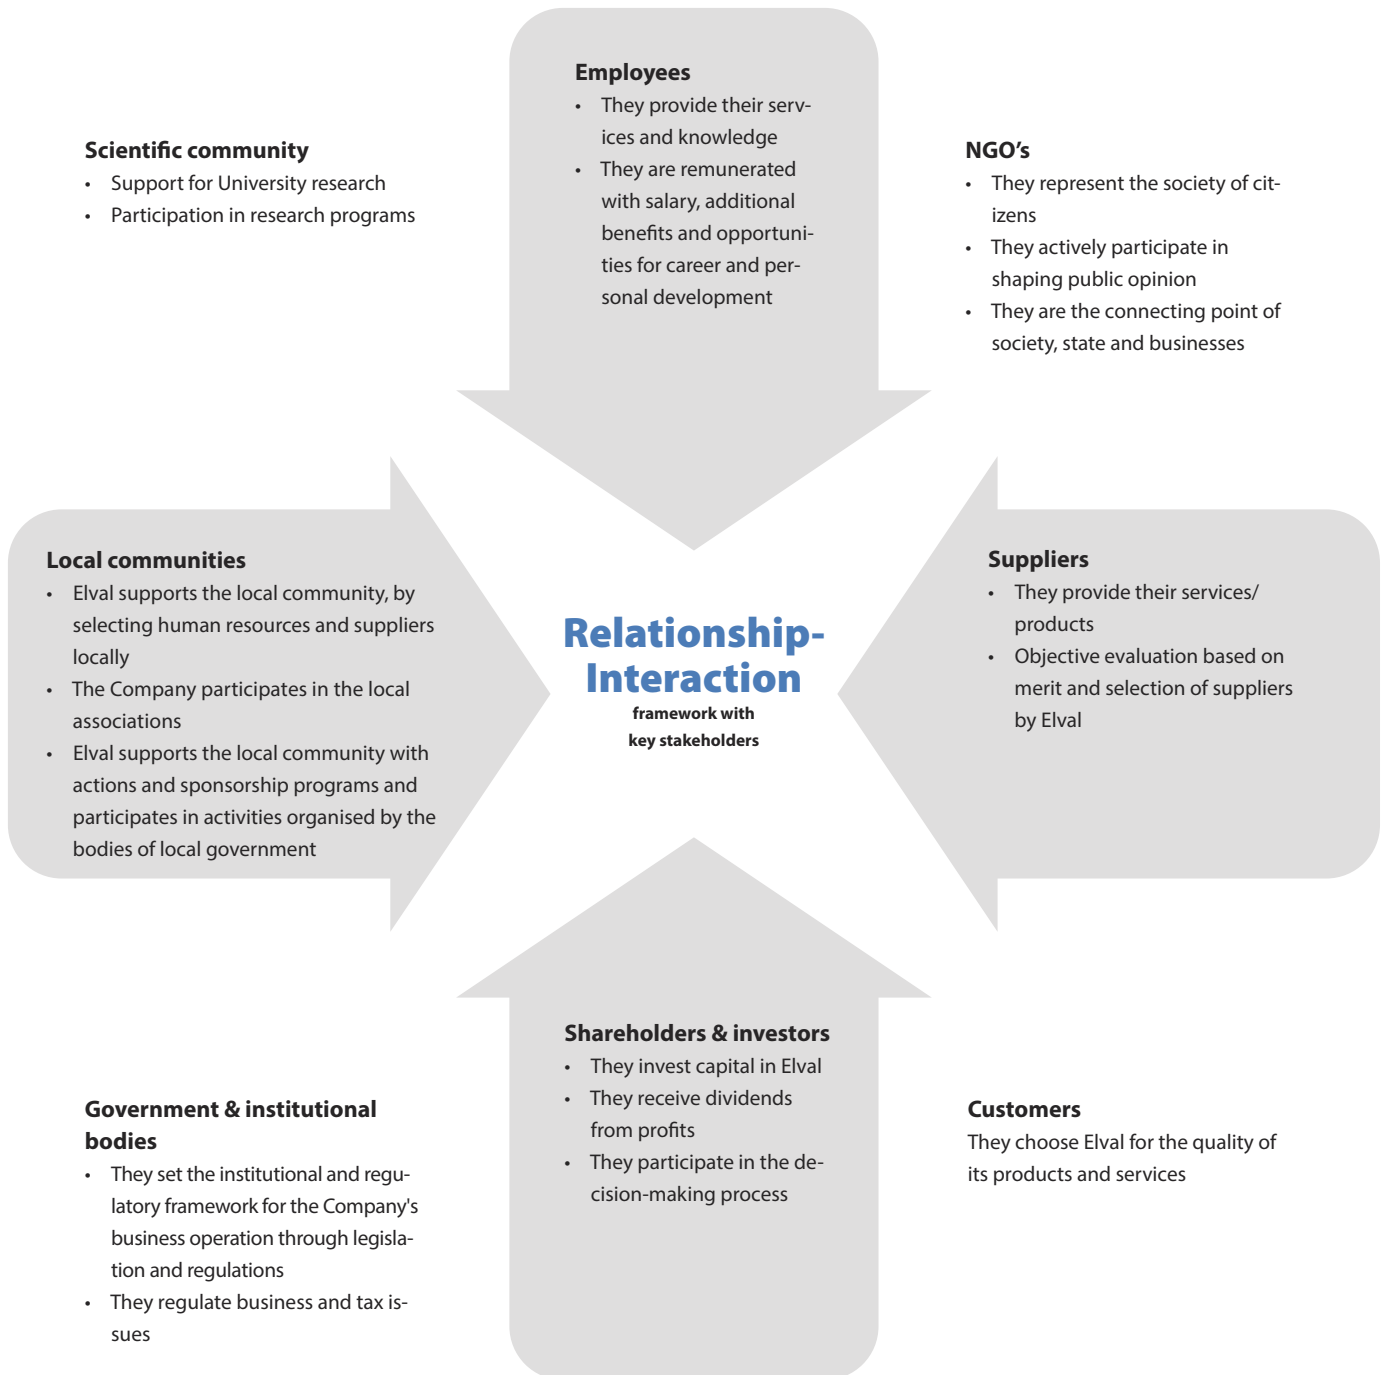 Employees
• They provide their serv-
ices and knowledge
• They are remunerated
with salary, additional
benefits and opportuni-
ties for career and per-
sonal development
Scientific community
• Support for University research
• Participation in research programs
NGO’s
• They represent the society of cit-
izens
• They actively participate in
shaping public opinion
• They are the connecting point of
society, state and businesses
Local communities
• Elval supports the local community, by
selecting human resources and suppliers
locally
• The Company participates in the local
associations
• Elval supports the local community with
actions and sponsorship programs and
participates in activities organised by the
bodies of local government
Relationship-
Interaction
framework with
key stakeholders
Suppliers
• They provide their services/
products
• Objective evaluation based on
merit and selection of suppliers
by Elval
Shareholders & investors
• They invest capital in Elval
• They receive dividends
from profits
• They participate in the de-
cision-making process
Government & institutional
bodies
• They set the institutional and regu-
latory framework for the Company's
business operation through legisla-
tion and regulations
• They regulate business and tax is-
sues
Customers
They choose Elval for the quality of
its products and services